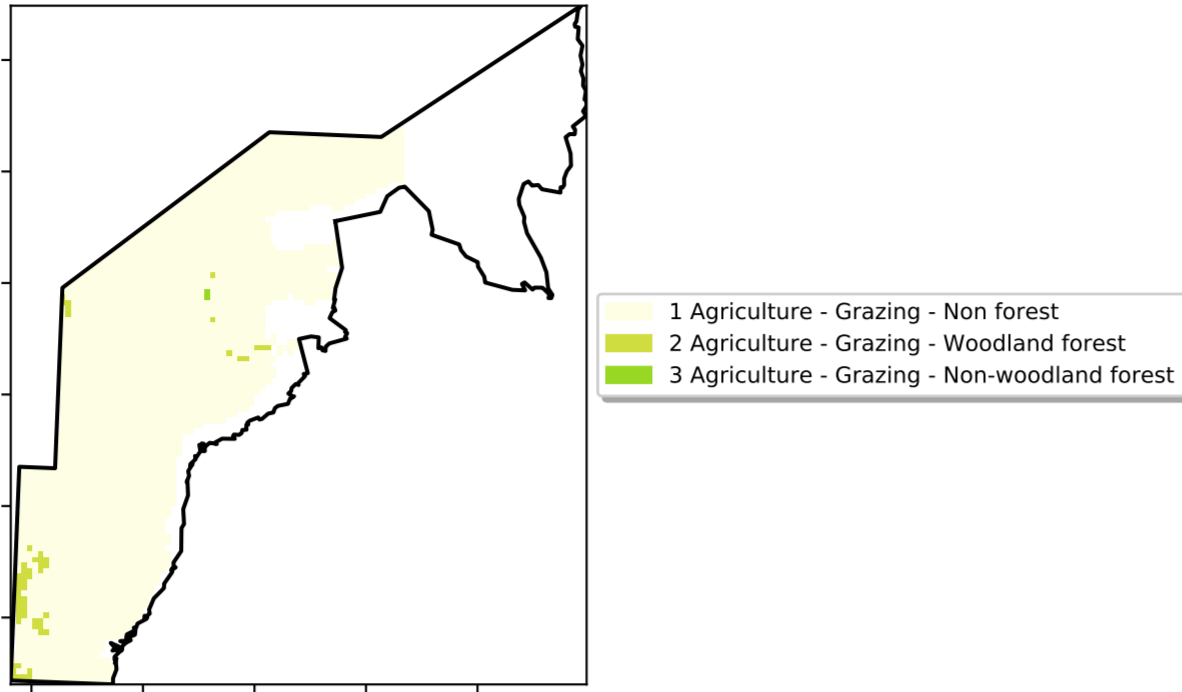 1 Agriculture - Grazing - Non forest
2 Agriculture - Grazing - Woodland forest
3 Agriculture - Grazing - Non-woodland forest